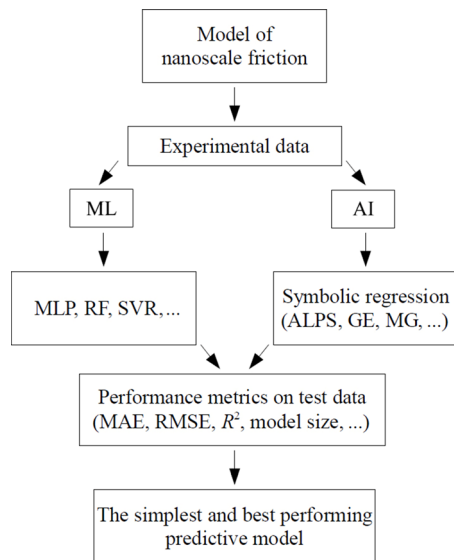 Model of
nanoscale friction
Experimental data
ML
AI
MLP, RF, SVR, ...
Symbolic regression
(ALPS, GE, MG, ...)
Performance metrics on test data
(MAE, RMSE, R², model size, ...)
The simplest and best performing
predictive model